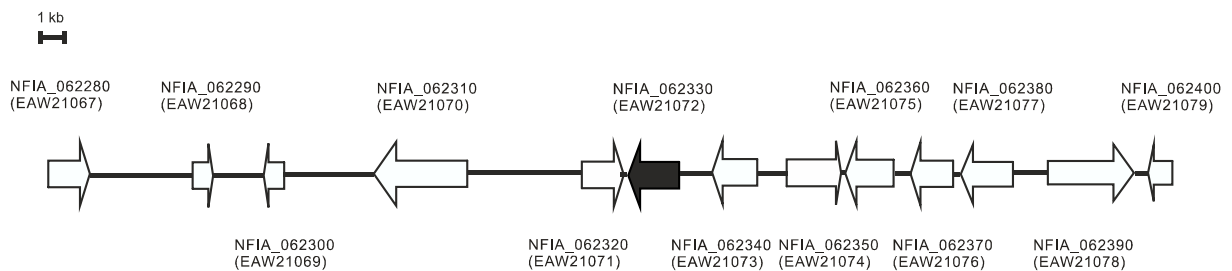 1 kb
NFIA_062280
(EAW21067)
NFIA_062290
(EAW21068)
NFIA_062310
(EAW21070)
NFIA_062330
(EAW21072)
NFIA_062360
(EAW21075)
NFIA_062380
(EAW21077)
NFIA_062400
(EAW21079)
NFIA_062300
(EAW21069)
NFIA_062320
(EAW21071)
NFIA_062340
(EAW21073)
NFIA_062350
(EAW21074)
NFIA_062370
(EAW21076)
NFIA_062390
(EAW21078)